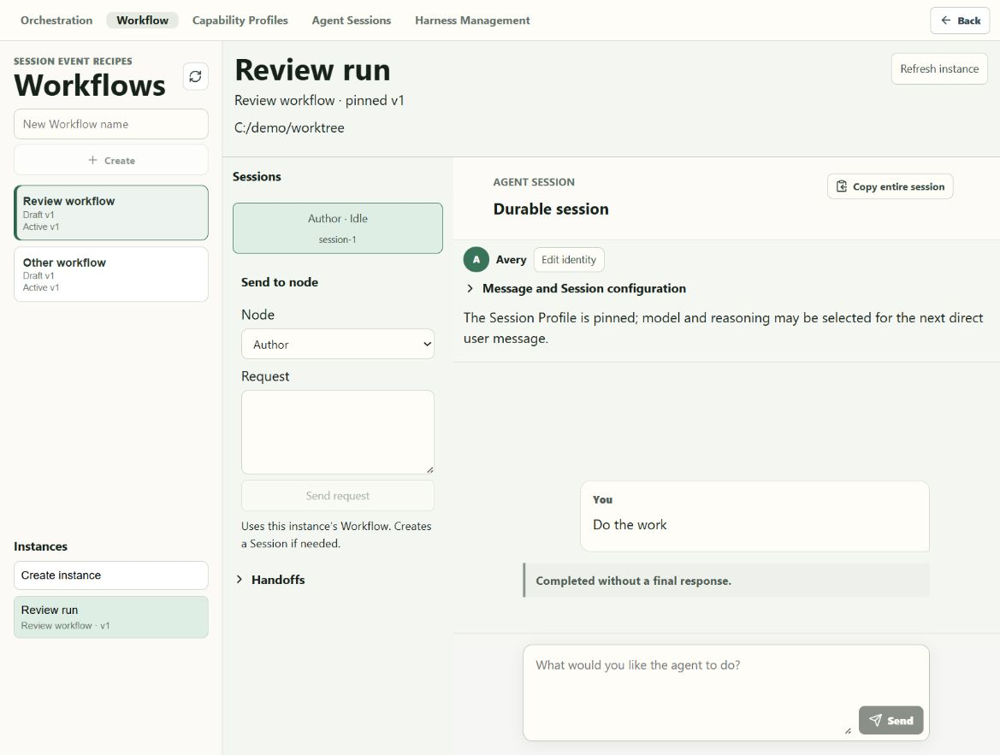 Orchestration
Workflow
Capability Profiles
Agent Sessions
Harness Management
Back
SESSION EVENT RECIPES
Workflows
New Workflow name
Create
Review workflow
Draft v1
Active v1
Other workflow
Draft v1
Active v1
Instances
Create instance
Review run
Review workflow · v1
Review run
Review workflow · pinned v1
C:/demo/worktree
Refresh instance
Sessions
Author · Idle
session-1
Send to node
Node
Author
Request
Send request
Uses this instance's Workflow. Creates
a Session if needed.
Handoffs
AGENT SESSION
Durable session
Copy entire session
A
Avery
Edit identity
Message and Session configuration
The Session Profile is pinned; model and reasoning may be selected for the next direct
user message.
You
Do the work
Completed without a final response.
What would you like the agent to do?
Send